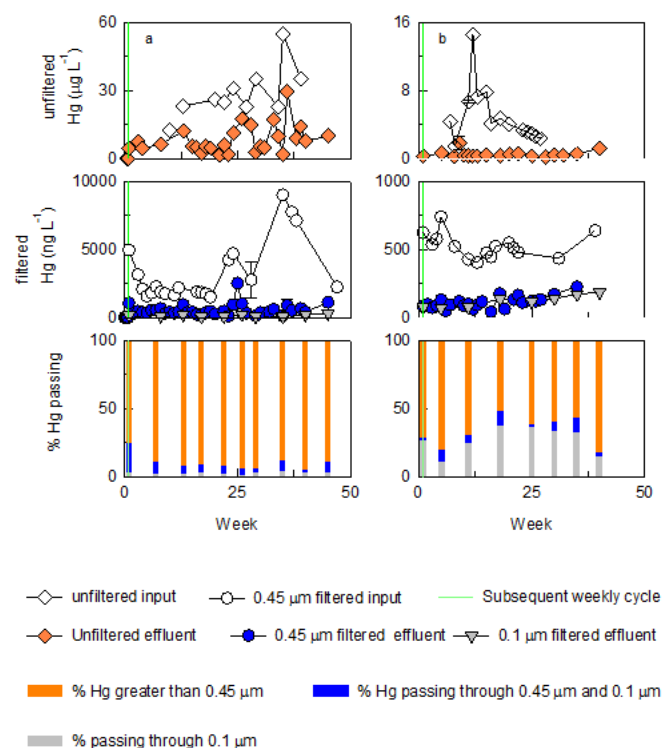 60
a
40
20
0
unfiltered
Hg (µg L⁻¹)
16
b
12
8
4
0
10000
5000
0
filtered
Hg (ng L⁻¹)
1000
500
0
100
50
0
% Hg passing
0 25 50
Week
100
50
0
0 25 50
Week
unfiltered input
0.45 µm filtered input
Subsequent weekly cycle
Unfiltered effluent
0.45 µm filtered effluent
0.1 µm filtered effluent
% Hg greater than 0.45 µm
% Hg passing through 0.45 µm and 0.1 µm
% passing through 0.1 µm